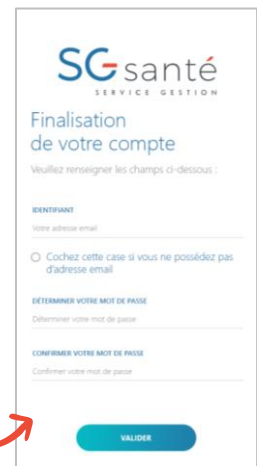 SG santé
SERVICE GESTION
Finalisation
de votre compte
Veuillez renseigner les champs ci-dessous :
IDENTIFIANT
Votre adresse email
Cochez cette case si vous ne possédez pas
d'adresse email
DÉTERMINER VOTRE MOT DE PASSE
Déterminer votre mot de passe
CONFIRMER VOTRE MOT DE PASSE
Confirmer votre mot de passe
VALIDER